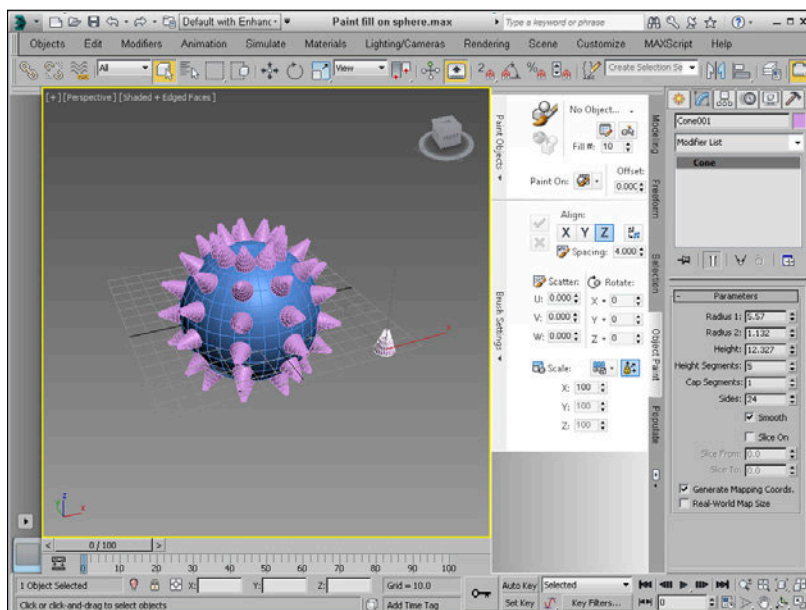 Default with Enhanc
Paint fill on sphere.max
Type a keyword or phrase
Objects Edit Modifiers Animation Simulate Materials Lighting/Cameras Rendering Scene Customize MAXScript Help
All
View
Create Selection Se
[+] [Perspective] [Shaded + Edged Faces]
Paint Objects
Brush Settings
No Object...
Fill #: 10
Paint On:
Offset:
0.000
Align:
X Y Z
Spacing: 4.000
Scatter:
Rotate:
U: 0.000 X + 0
V: 0.000 Y + 0
W: 0.000 Z + 0
Scale:
X: 100
Y: 100
Z: 100
Modeling
Freeform
Selection
Object Paint
Populate
Cone001
Modifier List
Cone
Parameters
Radius 1: 5.57
Radius 2: 1.132
Height: 12.327
Height Segments: 5
Cap Segments: 1
Sides: 24
Smooth
Slice On
Slice From: 0.0
Slice To: 0.0
Generate Mapping Coords.
Real-World Map Size
z
x
0 / 100
0 10 20 30 40 50 60 70 80 90 100
1 Object Selected X: Y: Z: Grid = 10.0
Auto Key Selected
Click or click-and-drag to select objects
Add Time Tag
Set Key Key Filters... 0